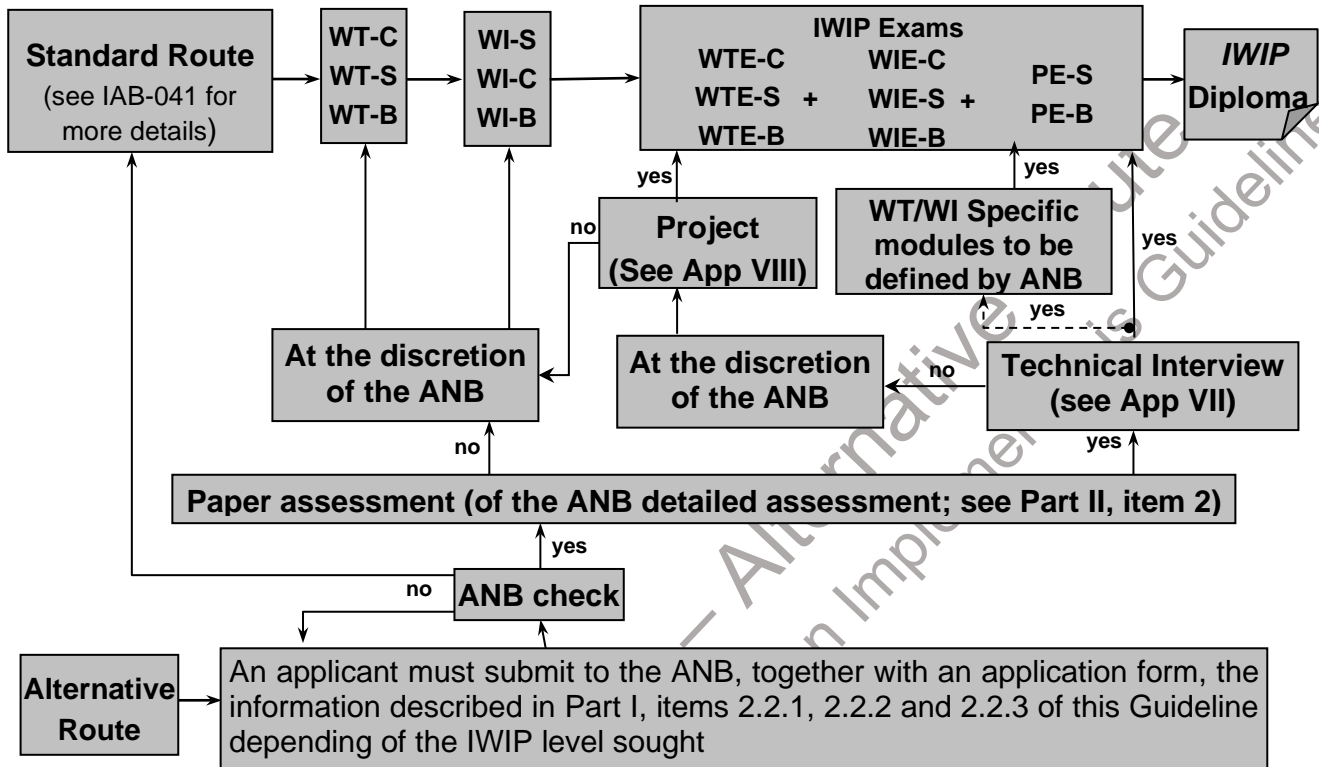 Standard Route
(see IAB-041 for
more details)
WT-C
WT-S
WT-B
WI-S
WI-C
WI-B
IWIP Exams
WTE-C
WTE-S +
WTE-B
WIE-C
WIE-S +
WIE-B
PE-S
PE-B
IWIP
Diploma
yes
yes
yes
no
Project
(See App VIII)
WT/WI Specific
modules to be
defined by ANB
yes
At the discretion
of the ANB
At the discretion
of the ANB
no
Technical Interview
(see App VII)
no
yes
Paper assessment (of the ANB detailed assessment; see Part II, item 2)
yes
no
ANB check
Alternative
Route
An applicant must submit to the ANB, together with an application form, the
information described in Part I, items 2.2.1, 2.2.2 and 2.2.3 of this Guideline
depending of the IWIP level sought
– Alternative
Guideline